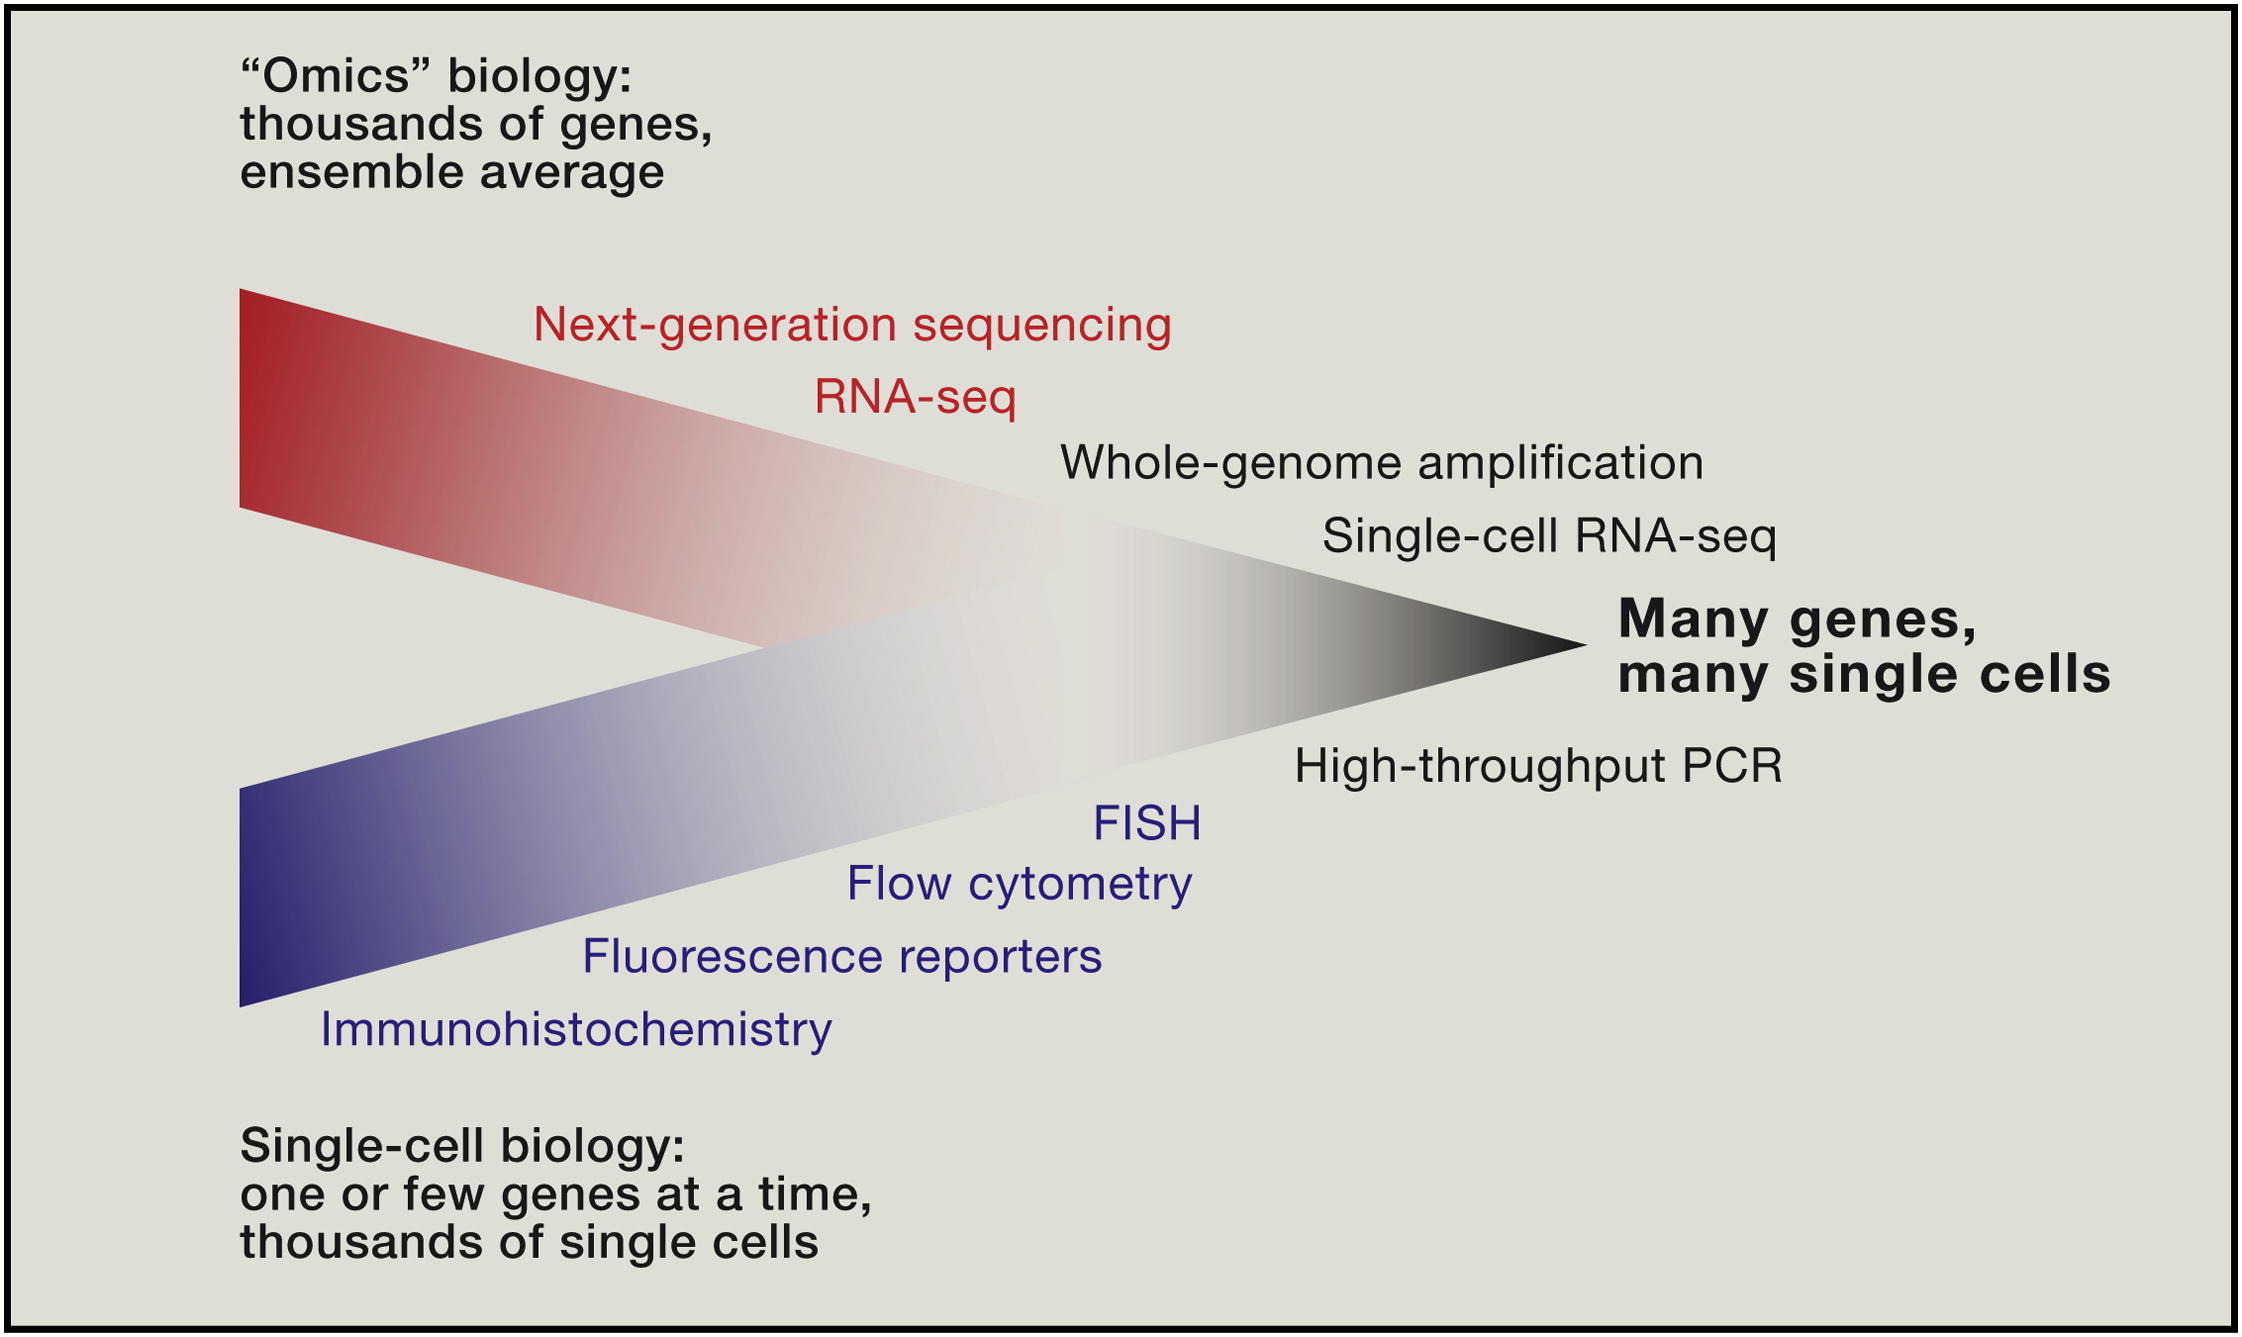 “Omics” biology:
thousands of genes,
ensemble average
Next-generation sequencing
RNA-seq
Whole-genome amplification
Single-cell RNA-seq
Many genes,
many single cells
High-throughput PCR
FISH
Flow cytometry
Fluorescence reporters
Immunohistochemistry
Single-cell biology:
one or few genes at a time,
thousands of single cells